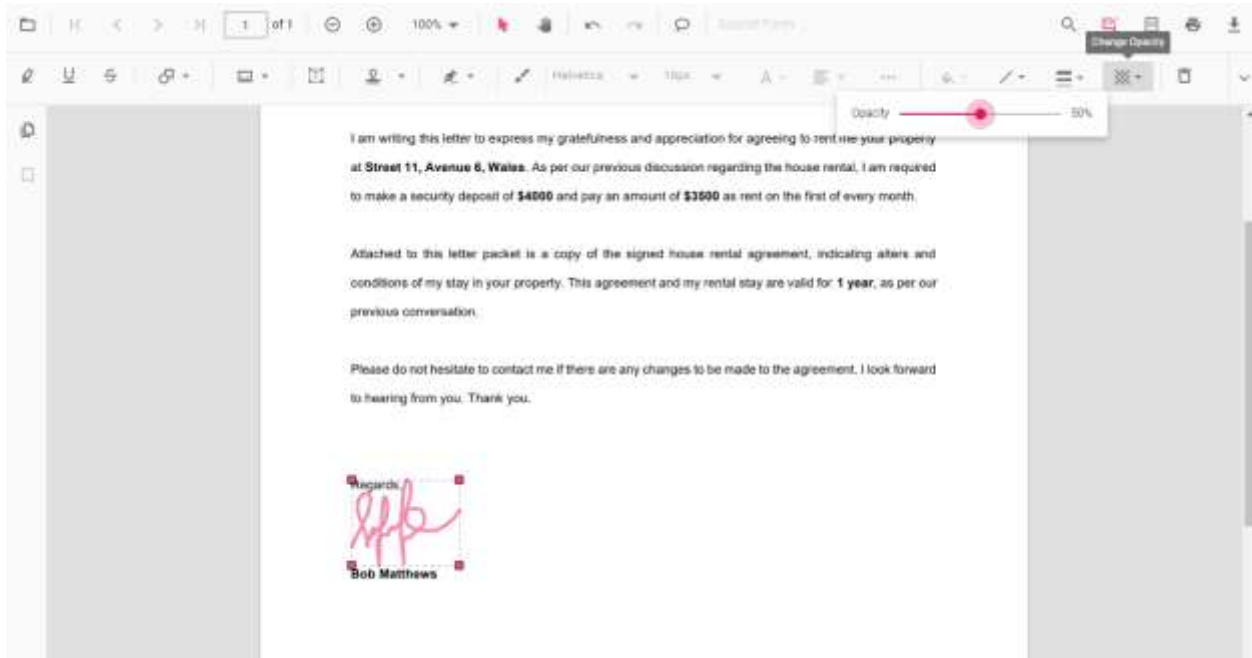 1 of 1 100% Submit Form
Change Opacity
Helvetica 16px
Opacity 50%
I am writing this letter to express my gratefulness and appreciation for agreeing to rent me your property
at Street 11, Avenue 6, Wales. As per our previous discussion regarding the house rental, I am required
to make a security deposit of $4000 and pay an amount of $3500 as rent on the first of every month.
Attached to this letter packet is a copy of the signed house rental agreement, indicating alters and
conditions of my stay in your property. This agreement and my rental stay are valid for 1 year, as per our
previous conversation.
Please do not hesitate to contact me if there are any changes to be made to the agreement. I look forward
to hearing from you. Thank you.
Regards,
Bob Matthews